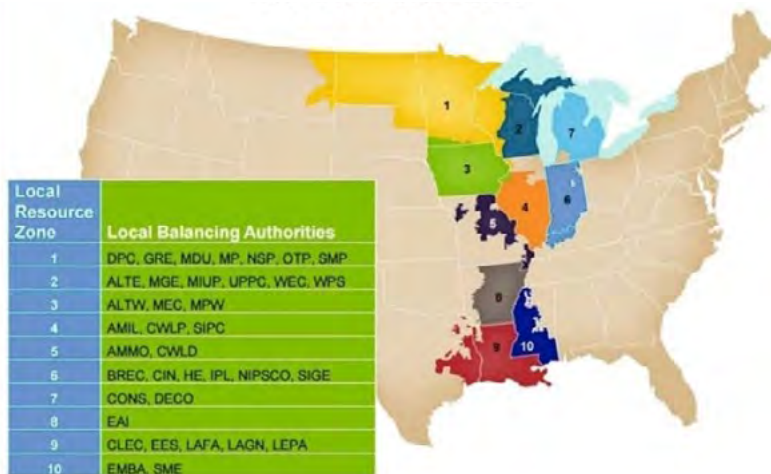 1
2
7
3
4
6
5
8
9
10
Local Resource Zone Local Balancing Authorities
1 DPC, GRE, MDU, MP, NSP, OTP, SMP
2 ALTE, MGE, MIUP, UPPC, WEC, WPS
3 ALTW, MEC, MPW
4 AMIL, CWLP, SIPC
5 AMMO, CWLD
6 BREC, CIN, HE, IPL, NIPSCO, SIGE
7 CONS, DECO
8 EAI
9 CLEC, EES, LAFA, LAGN, LEPA
10 EMBA, SME